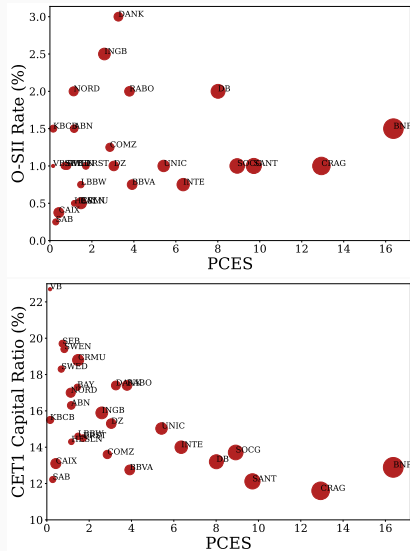 3.0
DANK
2.5
INGB
2.0
NORD
RABO
DB
1.5
KBCB
ABN
BNP
COMZ
1.0
DZ
UNIC
SOCG
SANT
CRAG
LBBW
BBVA
INTE
0.5
CAIX
SAB
0.0
0 2 4 6 8 10 12 14 16
O-SII Rate (%)
PCES
VB
22
20
SEB
SWEN
CRMU
SWED
18
BAY
NORD
RABO
ABN
INGB
16
KBCB
DZ
UNIC
LBBW
INTE
14
COMZ
SOCG
CAIX
BBVA
DB
BNP
SAB
SANT
12
CRAG
10
0 2 4 6 8 10 12 14 16
CET1 Capital Ratio (%)
PCES